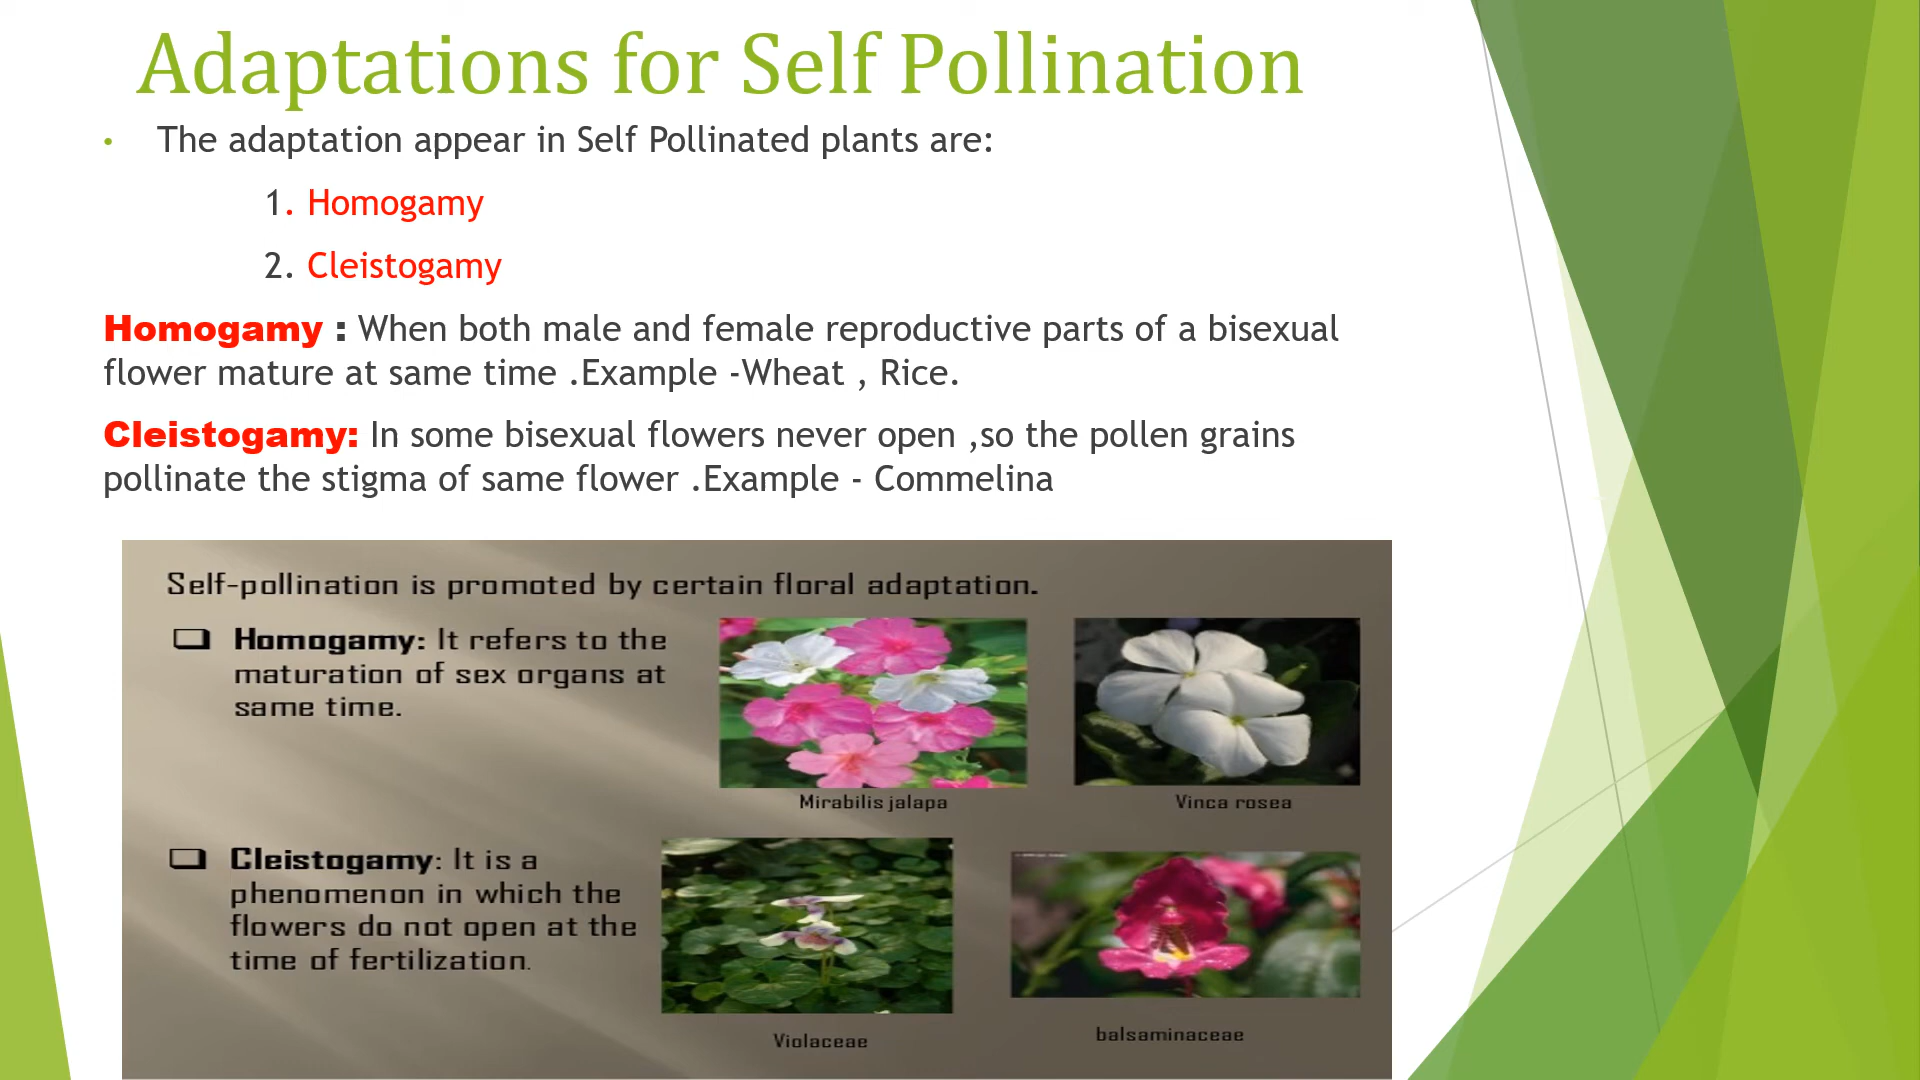 Adaptations for Self Pollination
• The adaptation appear in Self Pollinated plants are:
1. Homogamy
2. Cleistogamy
Homogamy : When both male and female reproductive parts of a bisexual
flower mature at same time .Example -Wheat , Rice.
Cleistogamy: In some bisexual flowers never open ,so the pollen grains
pollinate the stigma of same flower .Example - Commelina
Self-pollination is promoted by certain floral adaptation.
Homogamy: It refers to the
maturation of sex organs at
same time.
Mirabilis jalapa
Vinca rosea
Cleistogamy: It is a
phenomenon in which the
flowers do not open at the
time of fertilization.
Violaceae
balsaminaceae